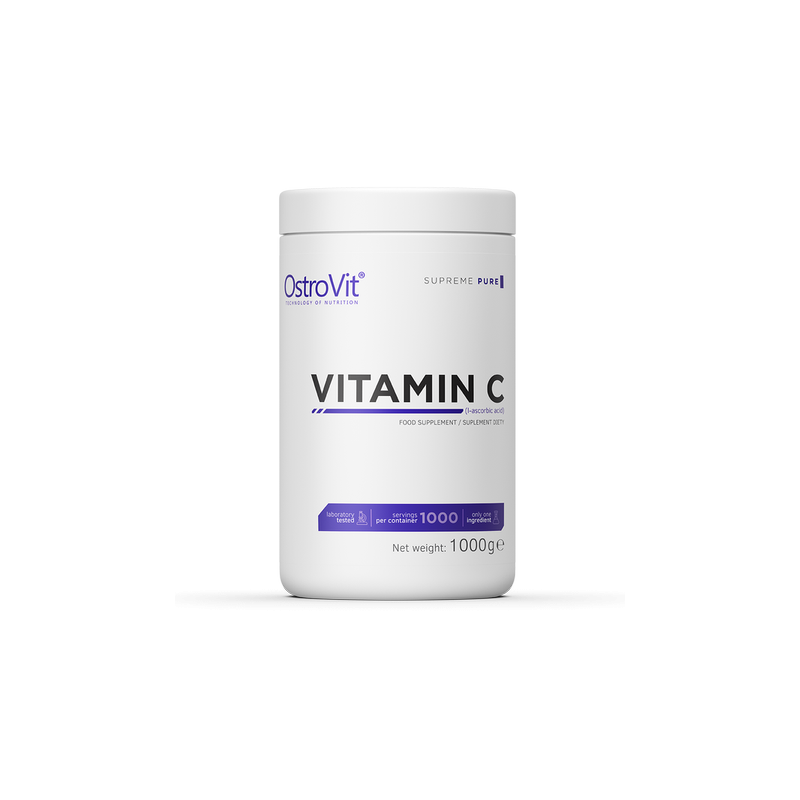 OstroVit®
TECHNOLOGY OF NUTRITION
SUPREME PURE
VITAMIN C
(l-ascorbic acid)
FOOD SUPPLEMENT / SUPLEMENT DIETY
laboratory
tested
servings
per container 1000
only one
ingredient
Net weight: 1000g℮